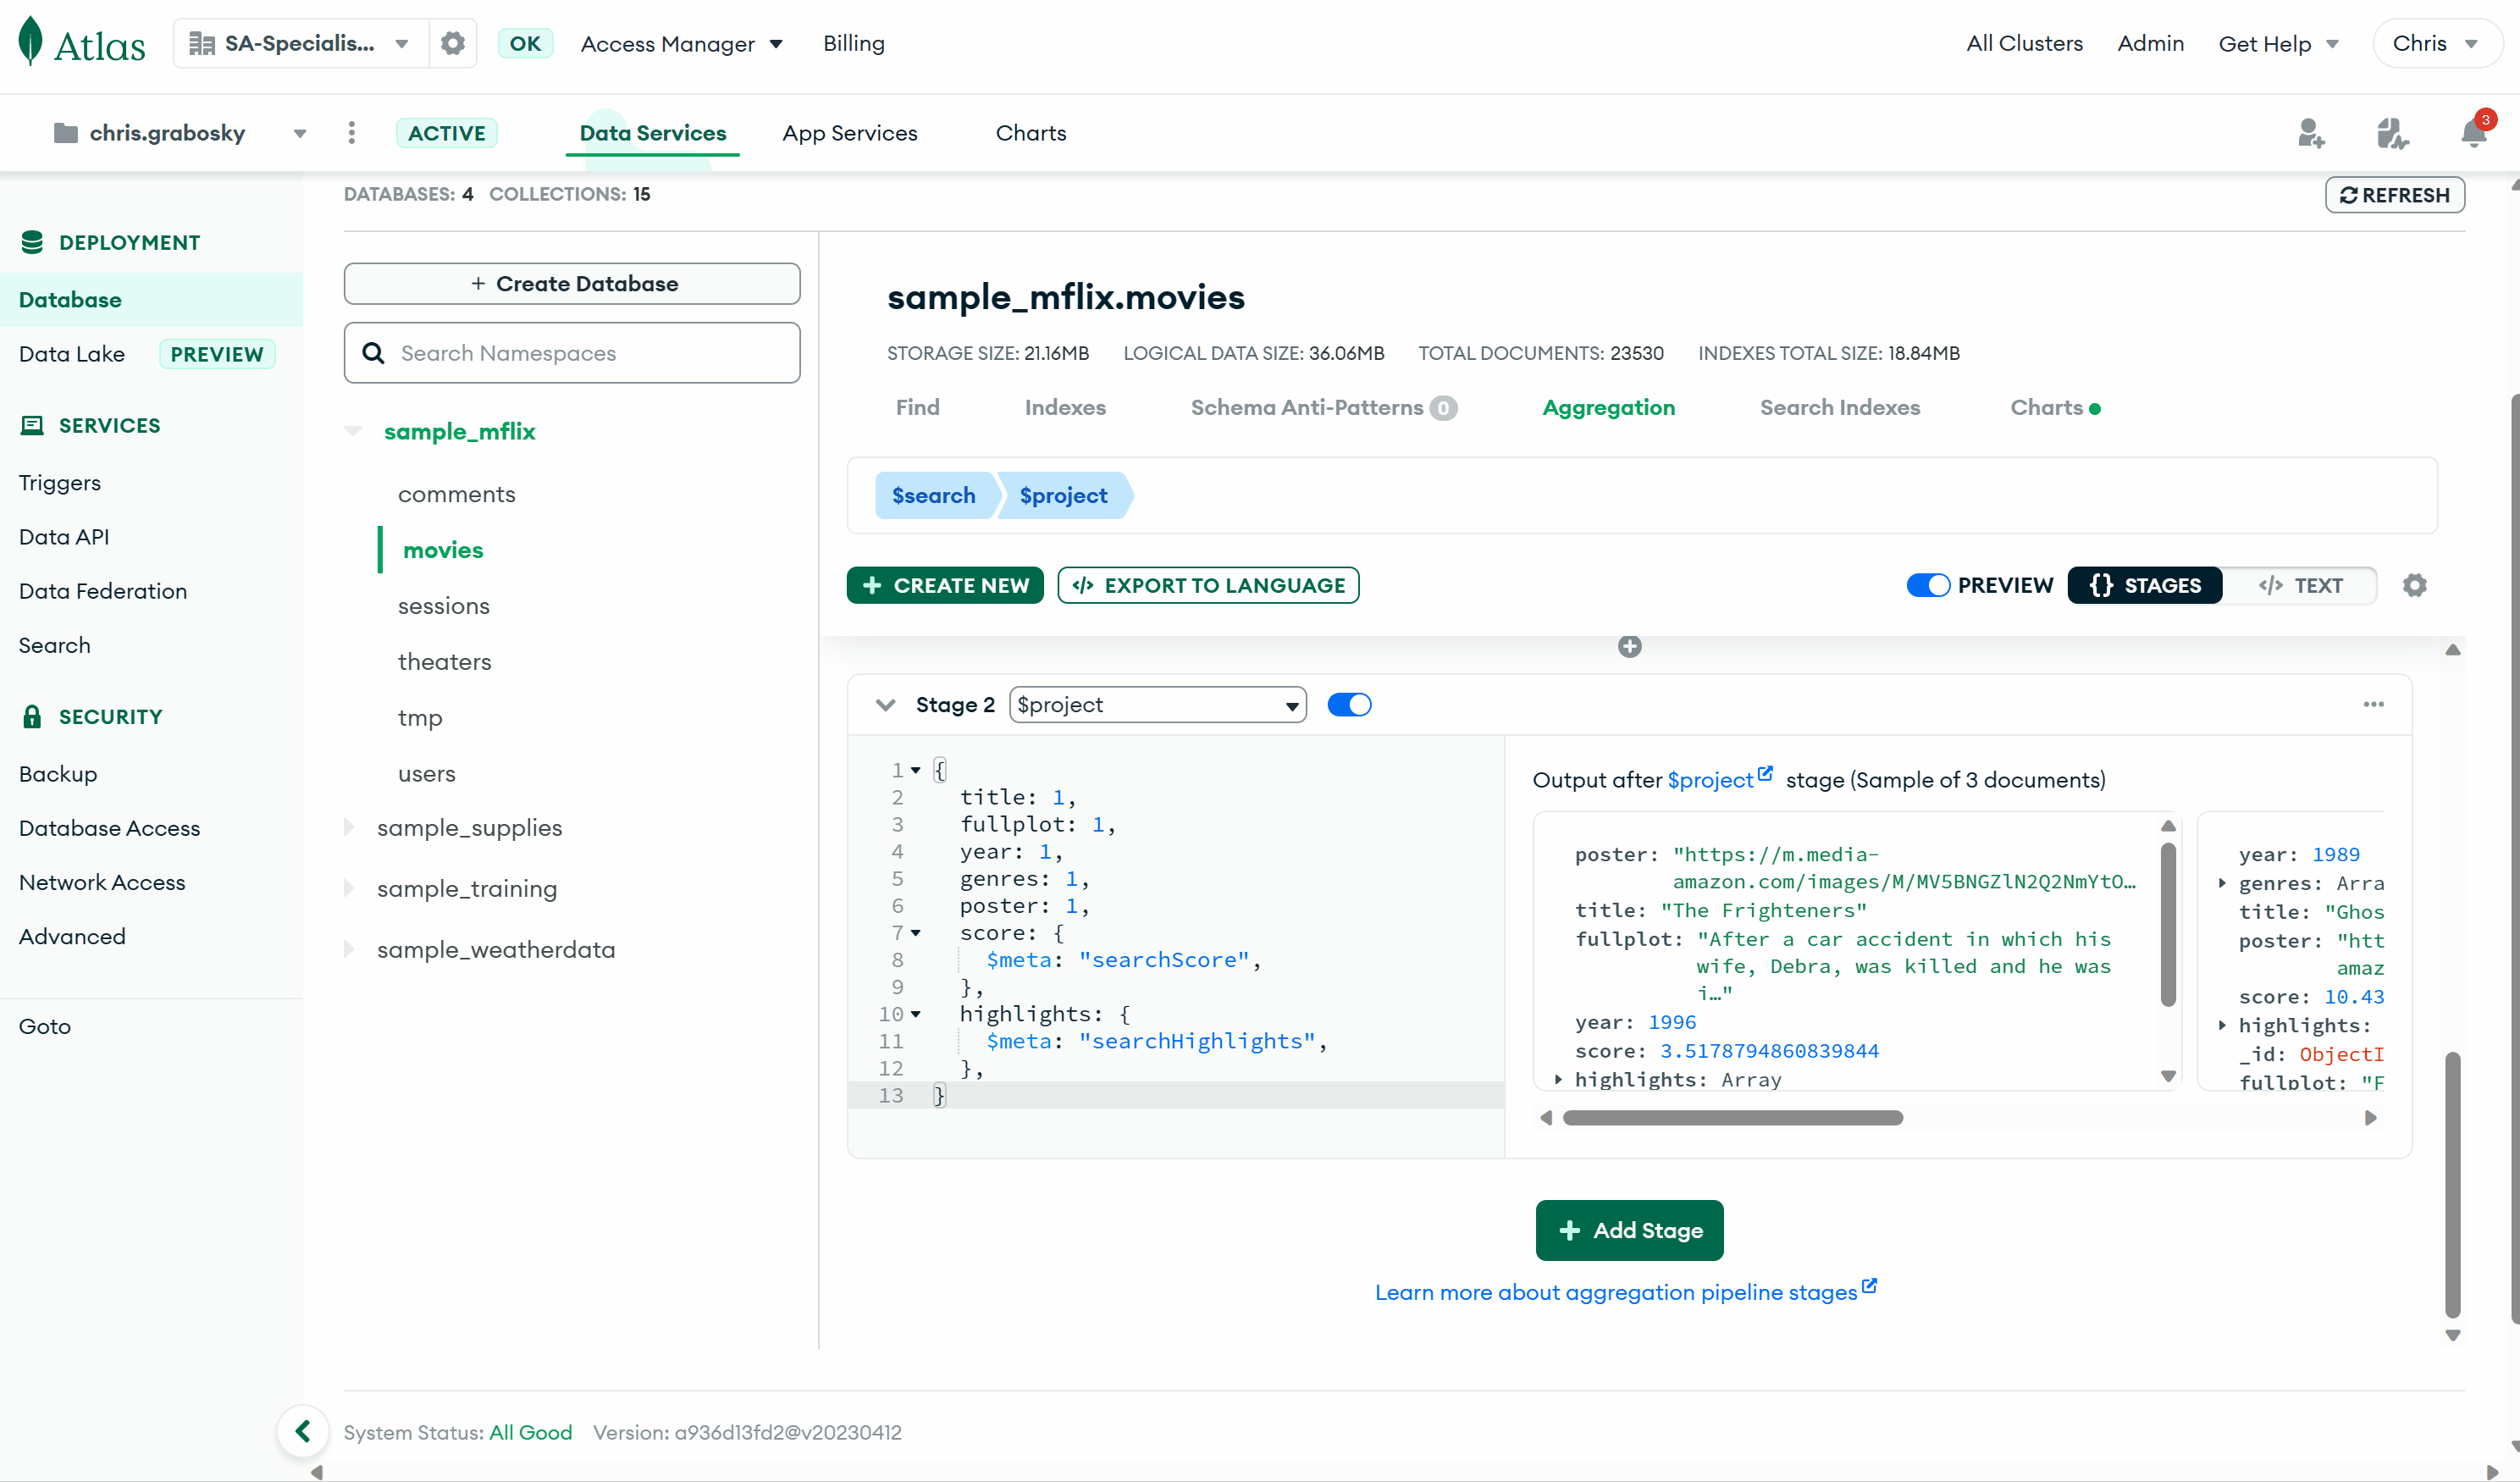 Atlas
SA-Specialis...
OK
Access Manager
Billing
All Clusters
Admin
Get Help
Chris
chris.grabosky
ACTIVE
Data Services
App Services
Charts
3
DEPLOYMENT
Database
Data Lake
PREVIEW
SERVICES
Triggers
Data API
Data Federation
Search
SECURITY
Backup
Database Access
Network Access
Advanced
Goto
DATABASES: 4 COLLECTIONS: 15
REFRESH
+ Create Database
Search Namespaces
sample_mflix
comments
movies
sessions
theaters
tmp
users
sample_supplies
sample_training
sample_weatherdata
sample_mflix.movies
STORAGE SIZE: 21.16MB LOGICAL DATA SIZE: 36.06MB TOTAL DOCUMENTS: 23530 INDEXES TOTAL SIZE: 18.84MB
Find
Indexes
Schema Anti-Patterns 0
Aggregation
Search Indexes
Charts
$search
$project
+ CREATE NEW
</> EXPORT TO LANGUAGE
PREVIEW
{} STAGES
</> TEXT
Stage 2
$project
1 {
2 title: 1,
3 fullplot: 1,
4 year: 1,
5 genres: 1,
6 poster: 1,
7 score: {
8 $meta: "searchScore",
9 },
10 highlights: {
11 $meta: "searchHighlights",
12 },
13 }
Output after $project stage (Sample of 3 documents)
poster: "https://m.media-
amazon.com/images/M/MV5BNGZlN2Q2NmYtO…
title: "The Frighteners"
fullplot: "After a car accident in which his
wife, Debra, was killed and he was
i…"
year: 1996
score: 3.5178794860839844
highlights: Array
year: 1989
genres: Arra
title: "Ghos
poster: "htt
amaz
score: 10.43
highlights:
_id: ObjectI
fullplot: "F
+ Add Stage
Learn more about aggregation pipeline stages
System Status: All Good Version: a936d13fd2@v20230412